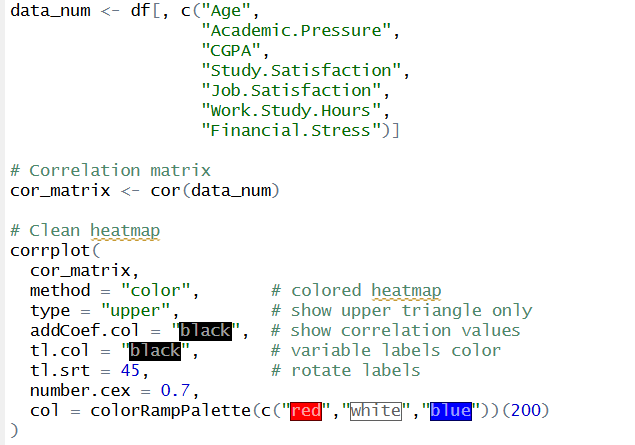 data_num <- df[, c("Age",
                   "Academic.Pressure",
                   "CGPA",
                   "Study.Satisfaction",
                   "Job.Satisfaction",
                   "Work.Study.Hours",
                   "Financial.Stress")]

# Correlation matrix
cor_matrix <- cor(data_num)

# Clean heatmap
corrplot(
  cor_matrix,
  method = "color",       # colored heatmap
  type = "upper",         # show upper triangle only
  addCoef.col = "black",  # show correlation values
  tl.col = "black",       # variable labels color
  tl.srt = 45,            # rotate labels
  number.cex = 0.7,
  col = colorRampPalette(c("red","white","blue"))(200)
)